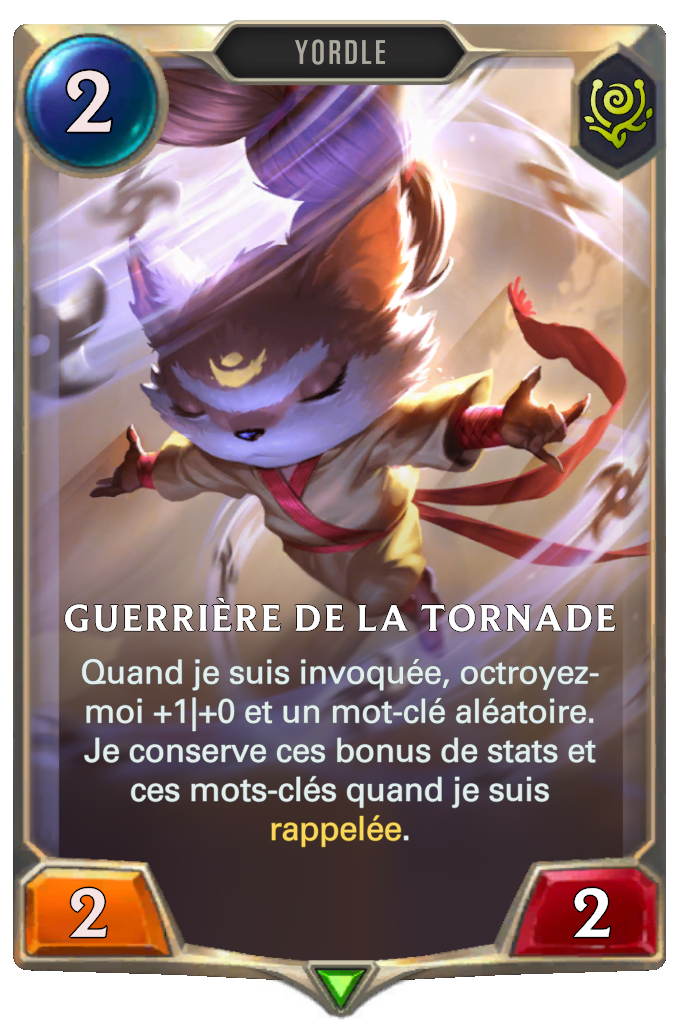 YORDLE
2
GUERRIÈRE DE LA TORNADE
Quand je suis invoquée, octroyez-
moi +1|+0 et un mot-clé aléatoire.
Je conserve ces bonus de stats et
ces mots-clés quand je suis
rappelée.
2 2